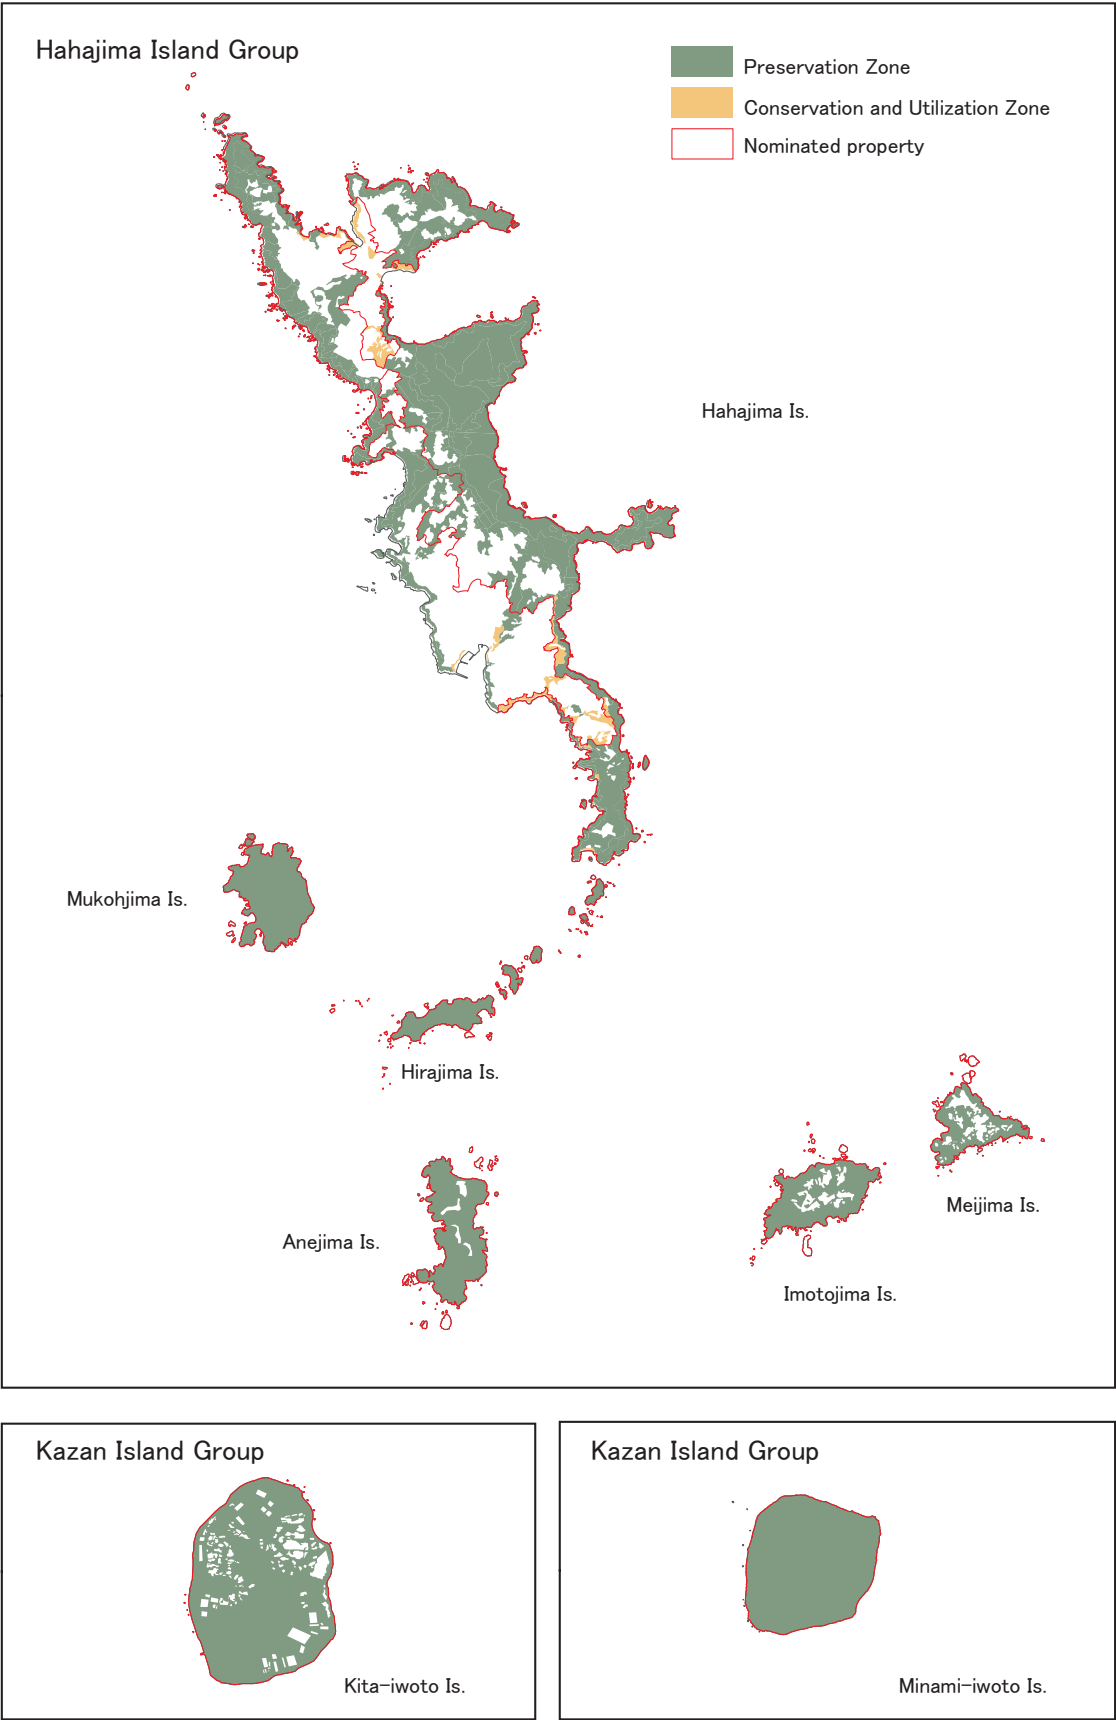 Hahajima Island Group
Preservation Zone
Conservation and Utilization Zone
Nominated property
Hahajima Is.
Mukohjima Is.
Hirajima Is.
Meijima Is.
Anejima Is.
Imotojima Is.
Kazan Island Group
Kita-iwoto Is.
Kazan Island Group
Minami-iwoto Is.